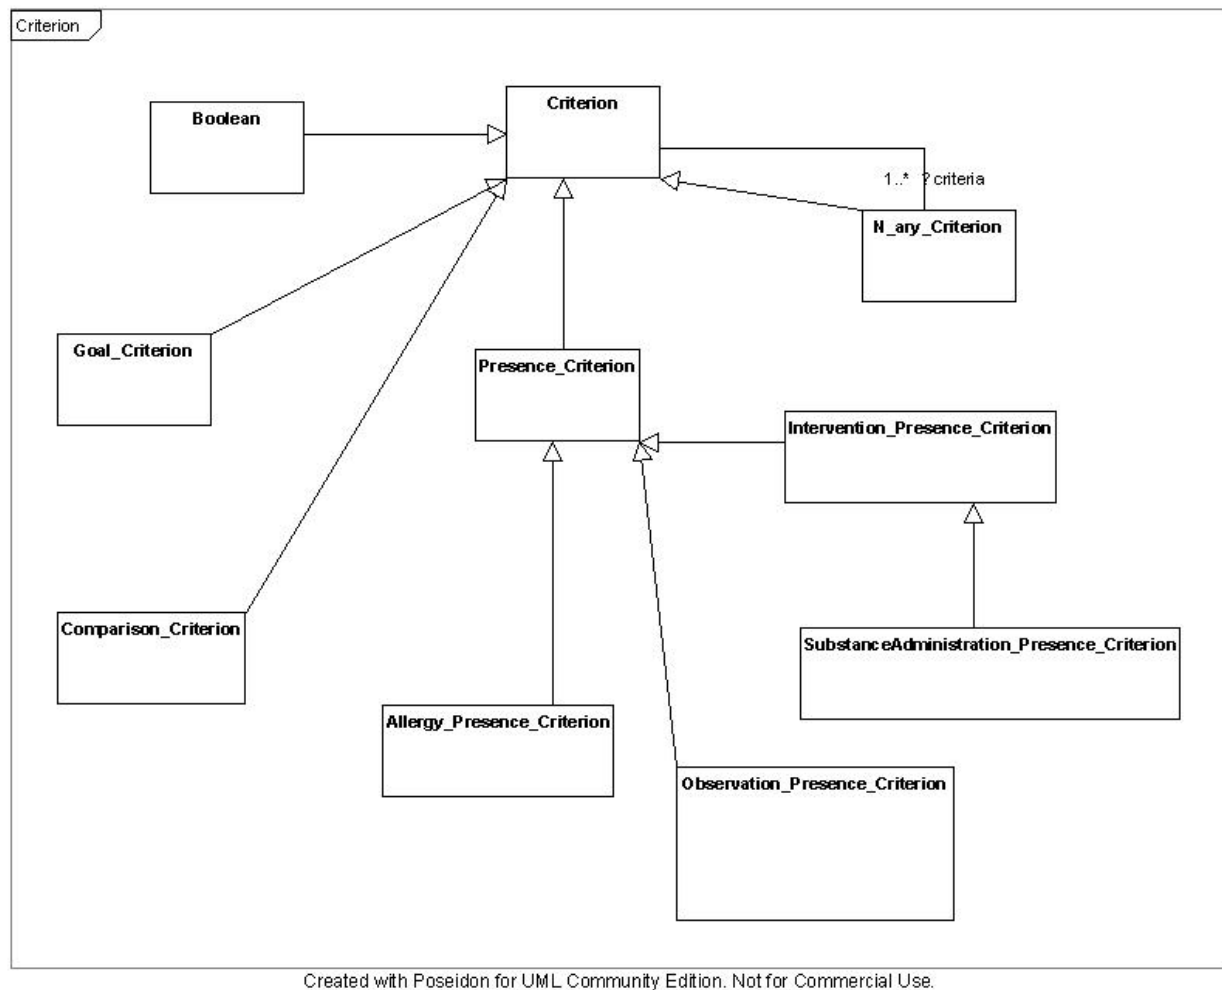 Criterion
Criterion
Boolean
1..* ?criteria
N_ary_Criterion
Goal_Criterion
Presence_Criterion
Intervention_Presence_Criterion
Comparison_Criterion
SubstanceAdministration_Presence_Criterion
Allergy_Presence_Criterion
Observation_Presence_Criterion
Created with Poseidon for UML Community Edition. Not for Commercial Use.